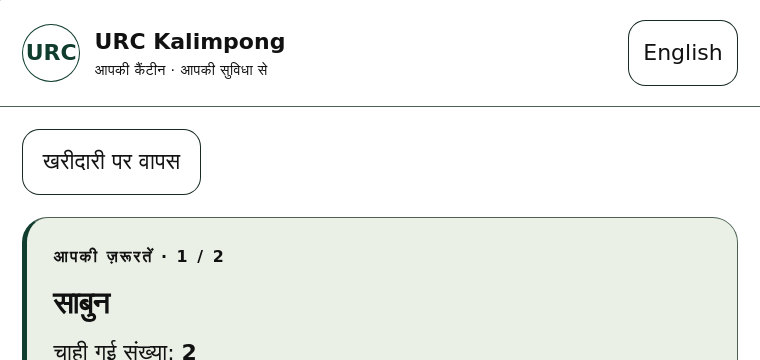 URC
URC Kalimpong
आपकी कैंटीन · आपकी सुविधा से
English
खरीदारी पर वापस
आपकी ज़रूरतें · 1 / 2
साबुन
चाही गई संख्या: 2